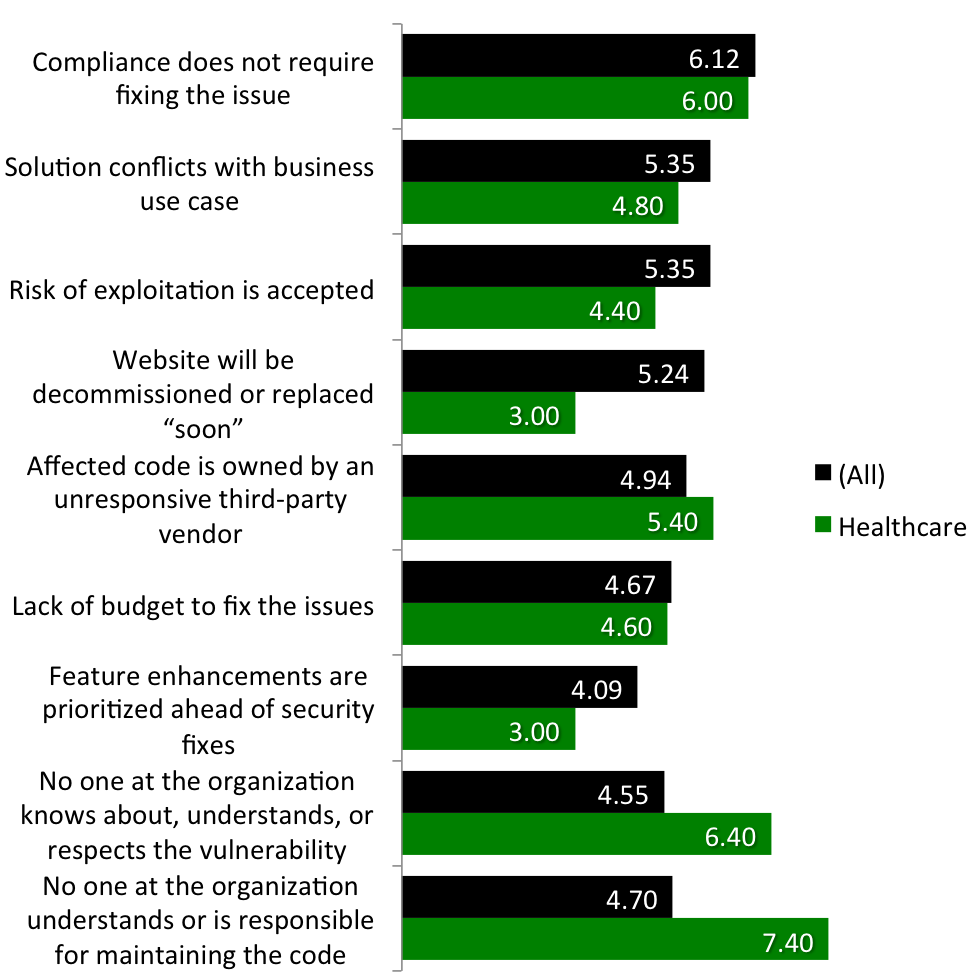 Compliance does not require
fixing the issue
6.12
6.00
Solution conflicts with business
use case
5.35
4.80
Risk of exploitation is accepted
5.35
4.40
Website will be
decommissioned or replaced
“soon”
5.24
3.00
Affected code is owned by an
unresponsive third-party
vendor
4.94
5.40
Lack of budget to fix the issues
4.67
4.60
Feature enhancements are
prioritized ahead of security
fixes
4.09
3.00
No one at the organization
knows about, understands, or
respects the vulnerability
4.55
6.40
No one at the organization
understands or is responsible
for maintaining the code
4.70
7.40
(All)
Healthcare